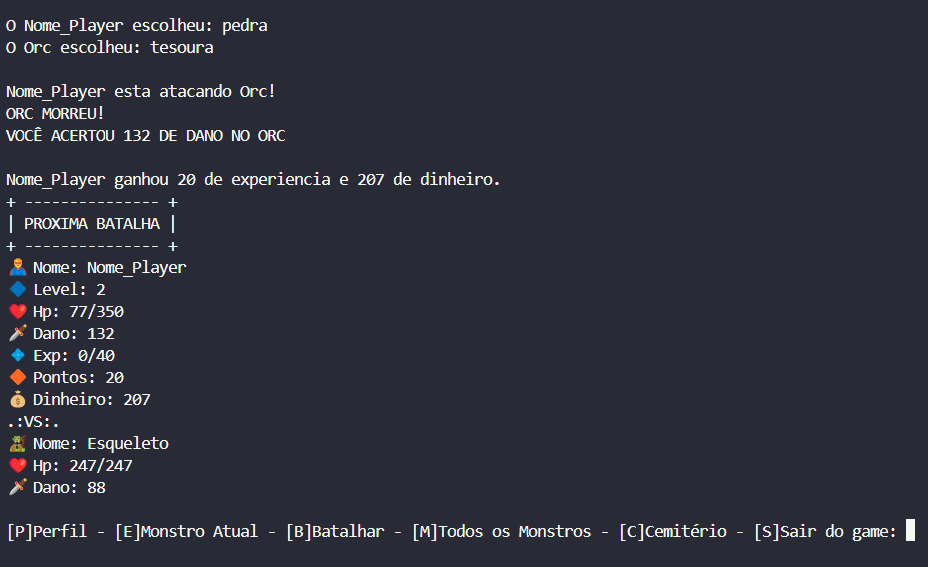 O Nome_Player escolheu: pedra
O Orc escolheu: tesoura
Nome_Player esta atacando Orc!
ORC MORREU!
VOCÊ ACERTOU 132 DE DANO NO ORC
Nome_Player ganhou 20 de experiencia e 207 de dinheiro.
+ --------------- +
| PROXIMA BATALHA |
+ --------------- +
Nome: Nome_Player
Level: 2
Hp: 77/350
Dano: 132
Exp: 0/40
Pontos: 20
Dinheiro: 207
.:VS:.
Nome: Esqueleto
Hp: 247/247
Dano: 88
[P]Perfil - [E]Monstro Atual - [B]Batalhar - [M]Todos os Monstros - [C]Cemitério - [S]Sair do game: